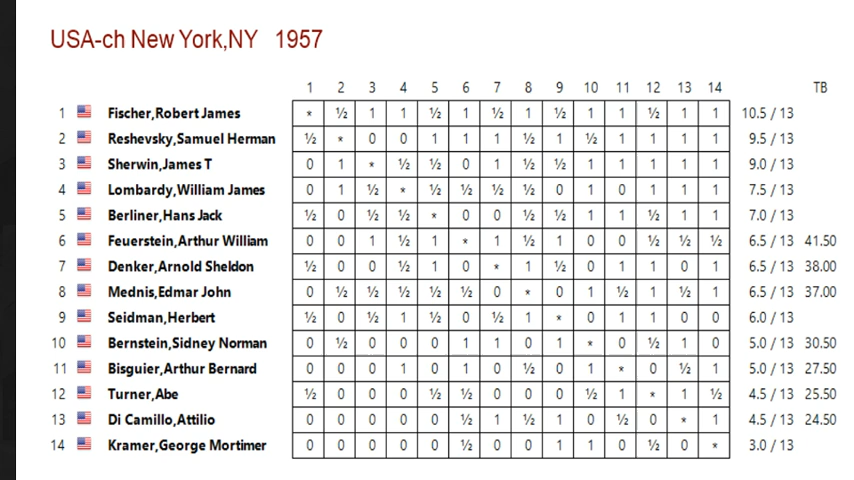 USA-ch New York,NY 1957
1 2 3 4 5 6 7 8 9 10 11 12 13 14 TB
1 Fischer,Robert James * ½ 1 1 ½ 1 ½ 1 ½ 1 1 ½ 1 1 10.5 / 13
2 Reshevsky,Samuel Herman ½ * 0 0 1 1 1 ½ 1 ½ 1 1 1 1 9.5 / 13
3 Sherwin,James T 0 1 * ½ ½ 0 1 ½ ½ 1 1 1 1 1 9.0 / 13
4 Lombardy,William James 0 1 ½ * ½ ½ ½ ½ 0 1 0 1 1 1 7.5 / 13
5 Berliner,Hans Jack ½ 0 ½ ½ * 0 0 ½ ½ 1 1 ½ 1 1 7.0 / 13
6 Feuerstein,Arthur William 0 0 1 ½ 1 * 1 ½ 1 0 0 ½ ½ ½ 6.5 / 13 41.50
7 Denker,Arnold Sheldon ½ 0 0 ½ 1 0 * 1 ½ 0 1 1 0 1 6.5 / 13 38.00
8 Mednis,Edmar John 0 ½ ½ ½ ½ ½ 0 * 0 1 ½ 1 ½ 1 6.5 / 13 37.00
9 Seidman,Herbert ½ 0 ½ 1 ½ 0 ½ 1 * 0 1 1 0 0 6.0 / 13
10 Bernstein,Sidney Norman 0 ½ 0 0 0 1 1 0 1 * 0 ½ 1 0 5.0 / 13 30.50
11 Bisguier,Arthur Bernard 0 0 0 1 0 1 0 ½ 0 1 * 0 ½ 1 5.0 / 13 27.50
12 Turner,Abe ½ 0 0 0 ½ ½ 0 0 0 ½ 1 * 1 ½ 4.5 / 13 25.50
13 Di Camillo,Attilio 0 0 0 0 0 ½ 1 ½ 1 0 ½ 0 * 1 4.5 / 13 24.50
14 Kramer,George Mortimer 0 0 0 0 0 ½ 0 0 1 1 0 ½ 0 * 3.0 / 13